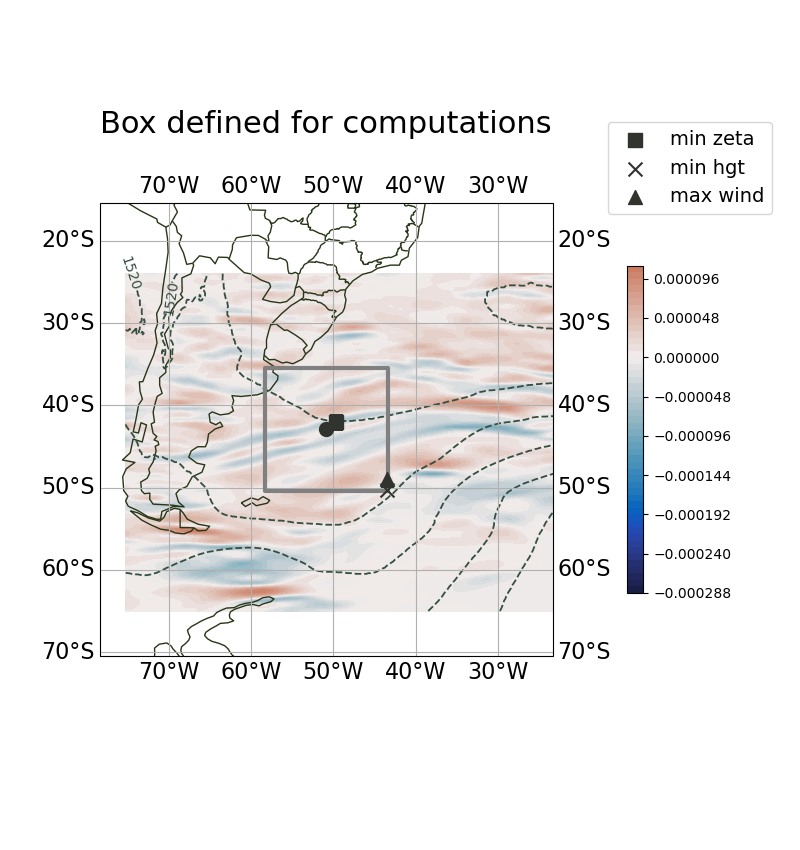 Box defined for computations
min zeta
min hgt
max wind
70°W 60°W 50°W 40°W 30°W
20°S 20°S
1520
1520
30°S 30°S
40°S 40°S
50°S 50°S
60°S 60°S
70°S 70°S
70°W 60°W 50°W 40°W 30°W
0.000096
0.000048
0.000000
−0.000048
−0.000096
−0.000144
−0.000192
−0.000240
−0.000288